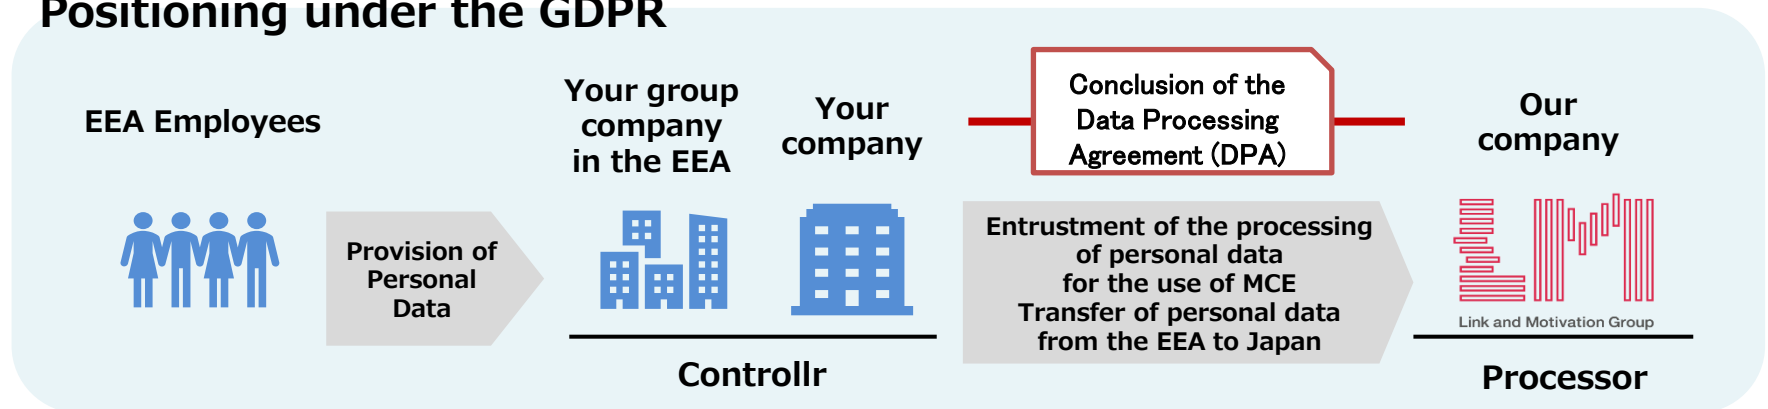 Positioning under the GDPR
EEA Employees
Provision of
Personal
Data
Your group
company
in the EEA
Your
company
Controllr
Conclusion of the
Data Processing
Agreement (DPA)
Entrustment of the processing
of personal data
for the use of MCE
Transfer of personal data
from the EEA to Japan
Our
company
LM
Link and Motivation Group
Processor